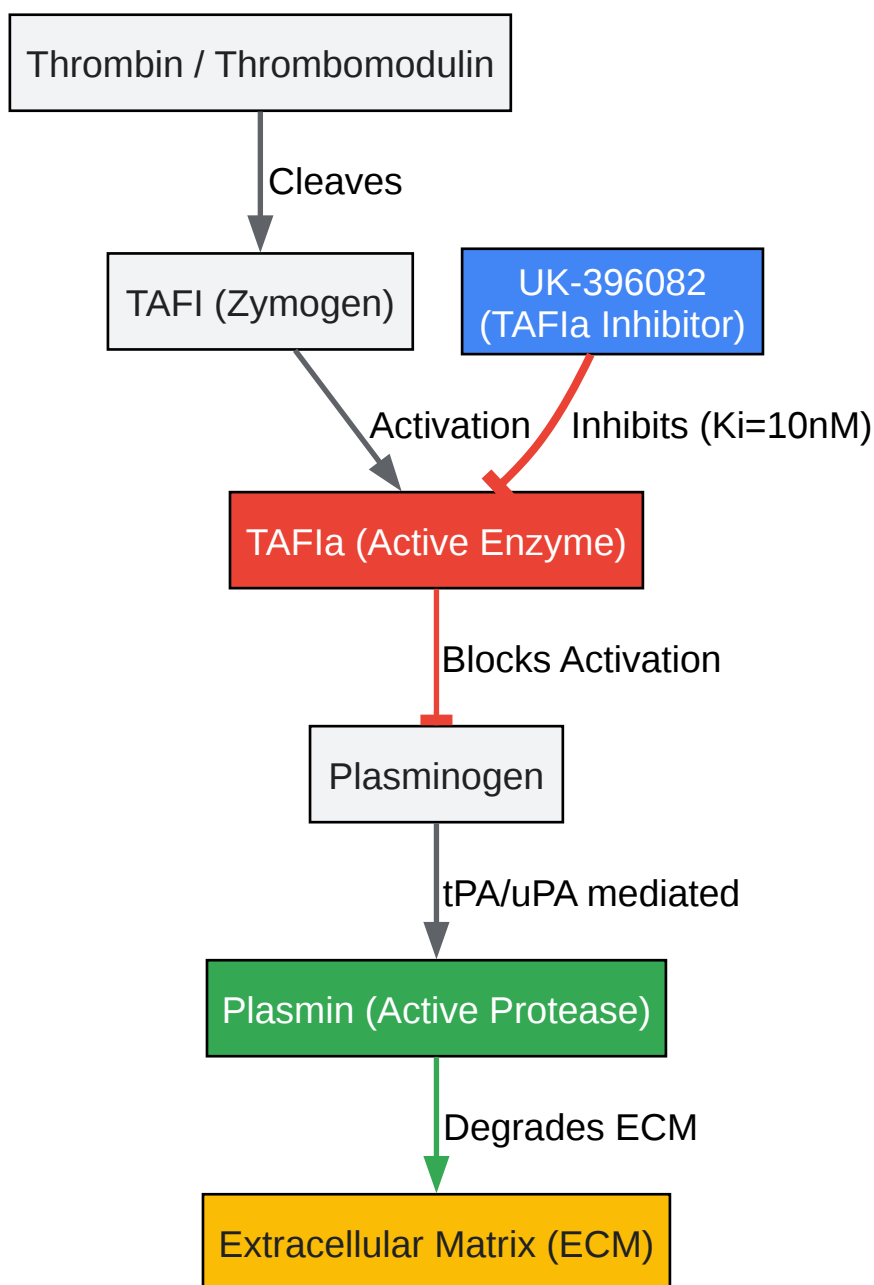 Thrombin / Thrombomodulin
Cleaves
TAFI (Zymogen)
UK-396082
(TAFIa Inhibitor)
Activation
Inhibits (Ki=10nM)
TAFIa (Active Enzyme)
Blocks Activation
Plasminogen
tPA/uPA mediated
Plasmin (Active Protease)
Degrades ECM
Extracellular Matrix (ECM)